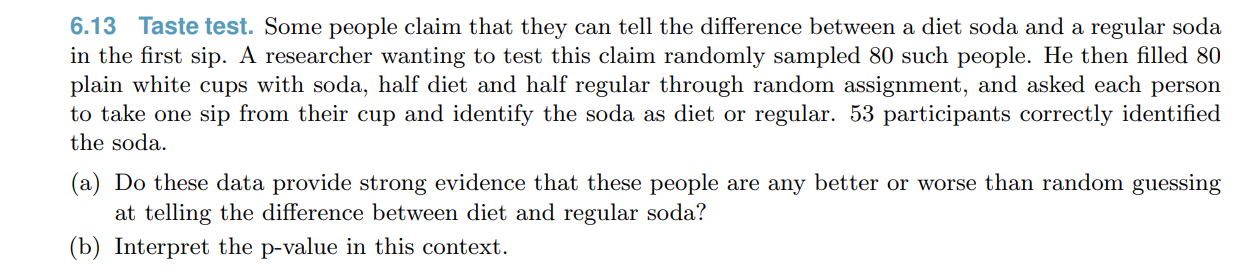 6.13 Taste test. Some people claim that they can tell the difference between a diet soda and a regular soda
in the first sip. A researcher wanting to test this claim randomly sampled 80 such people. He then filled 80
plain white cups with soda, half diet and half regular through random assignment, and asked each person
to take one sip from their cup and identify the soda as diet or regular. 53 participants correctly identified
the soda.
(a) Do these data provide strong evidence that these people are any better or worse than random guessing
at telling the difference between diet and regular soda?
(b) Interpret the p-value in this context.